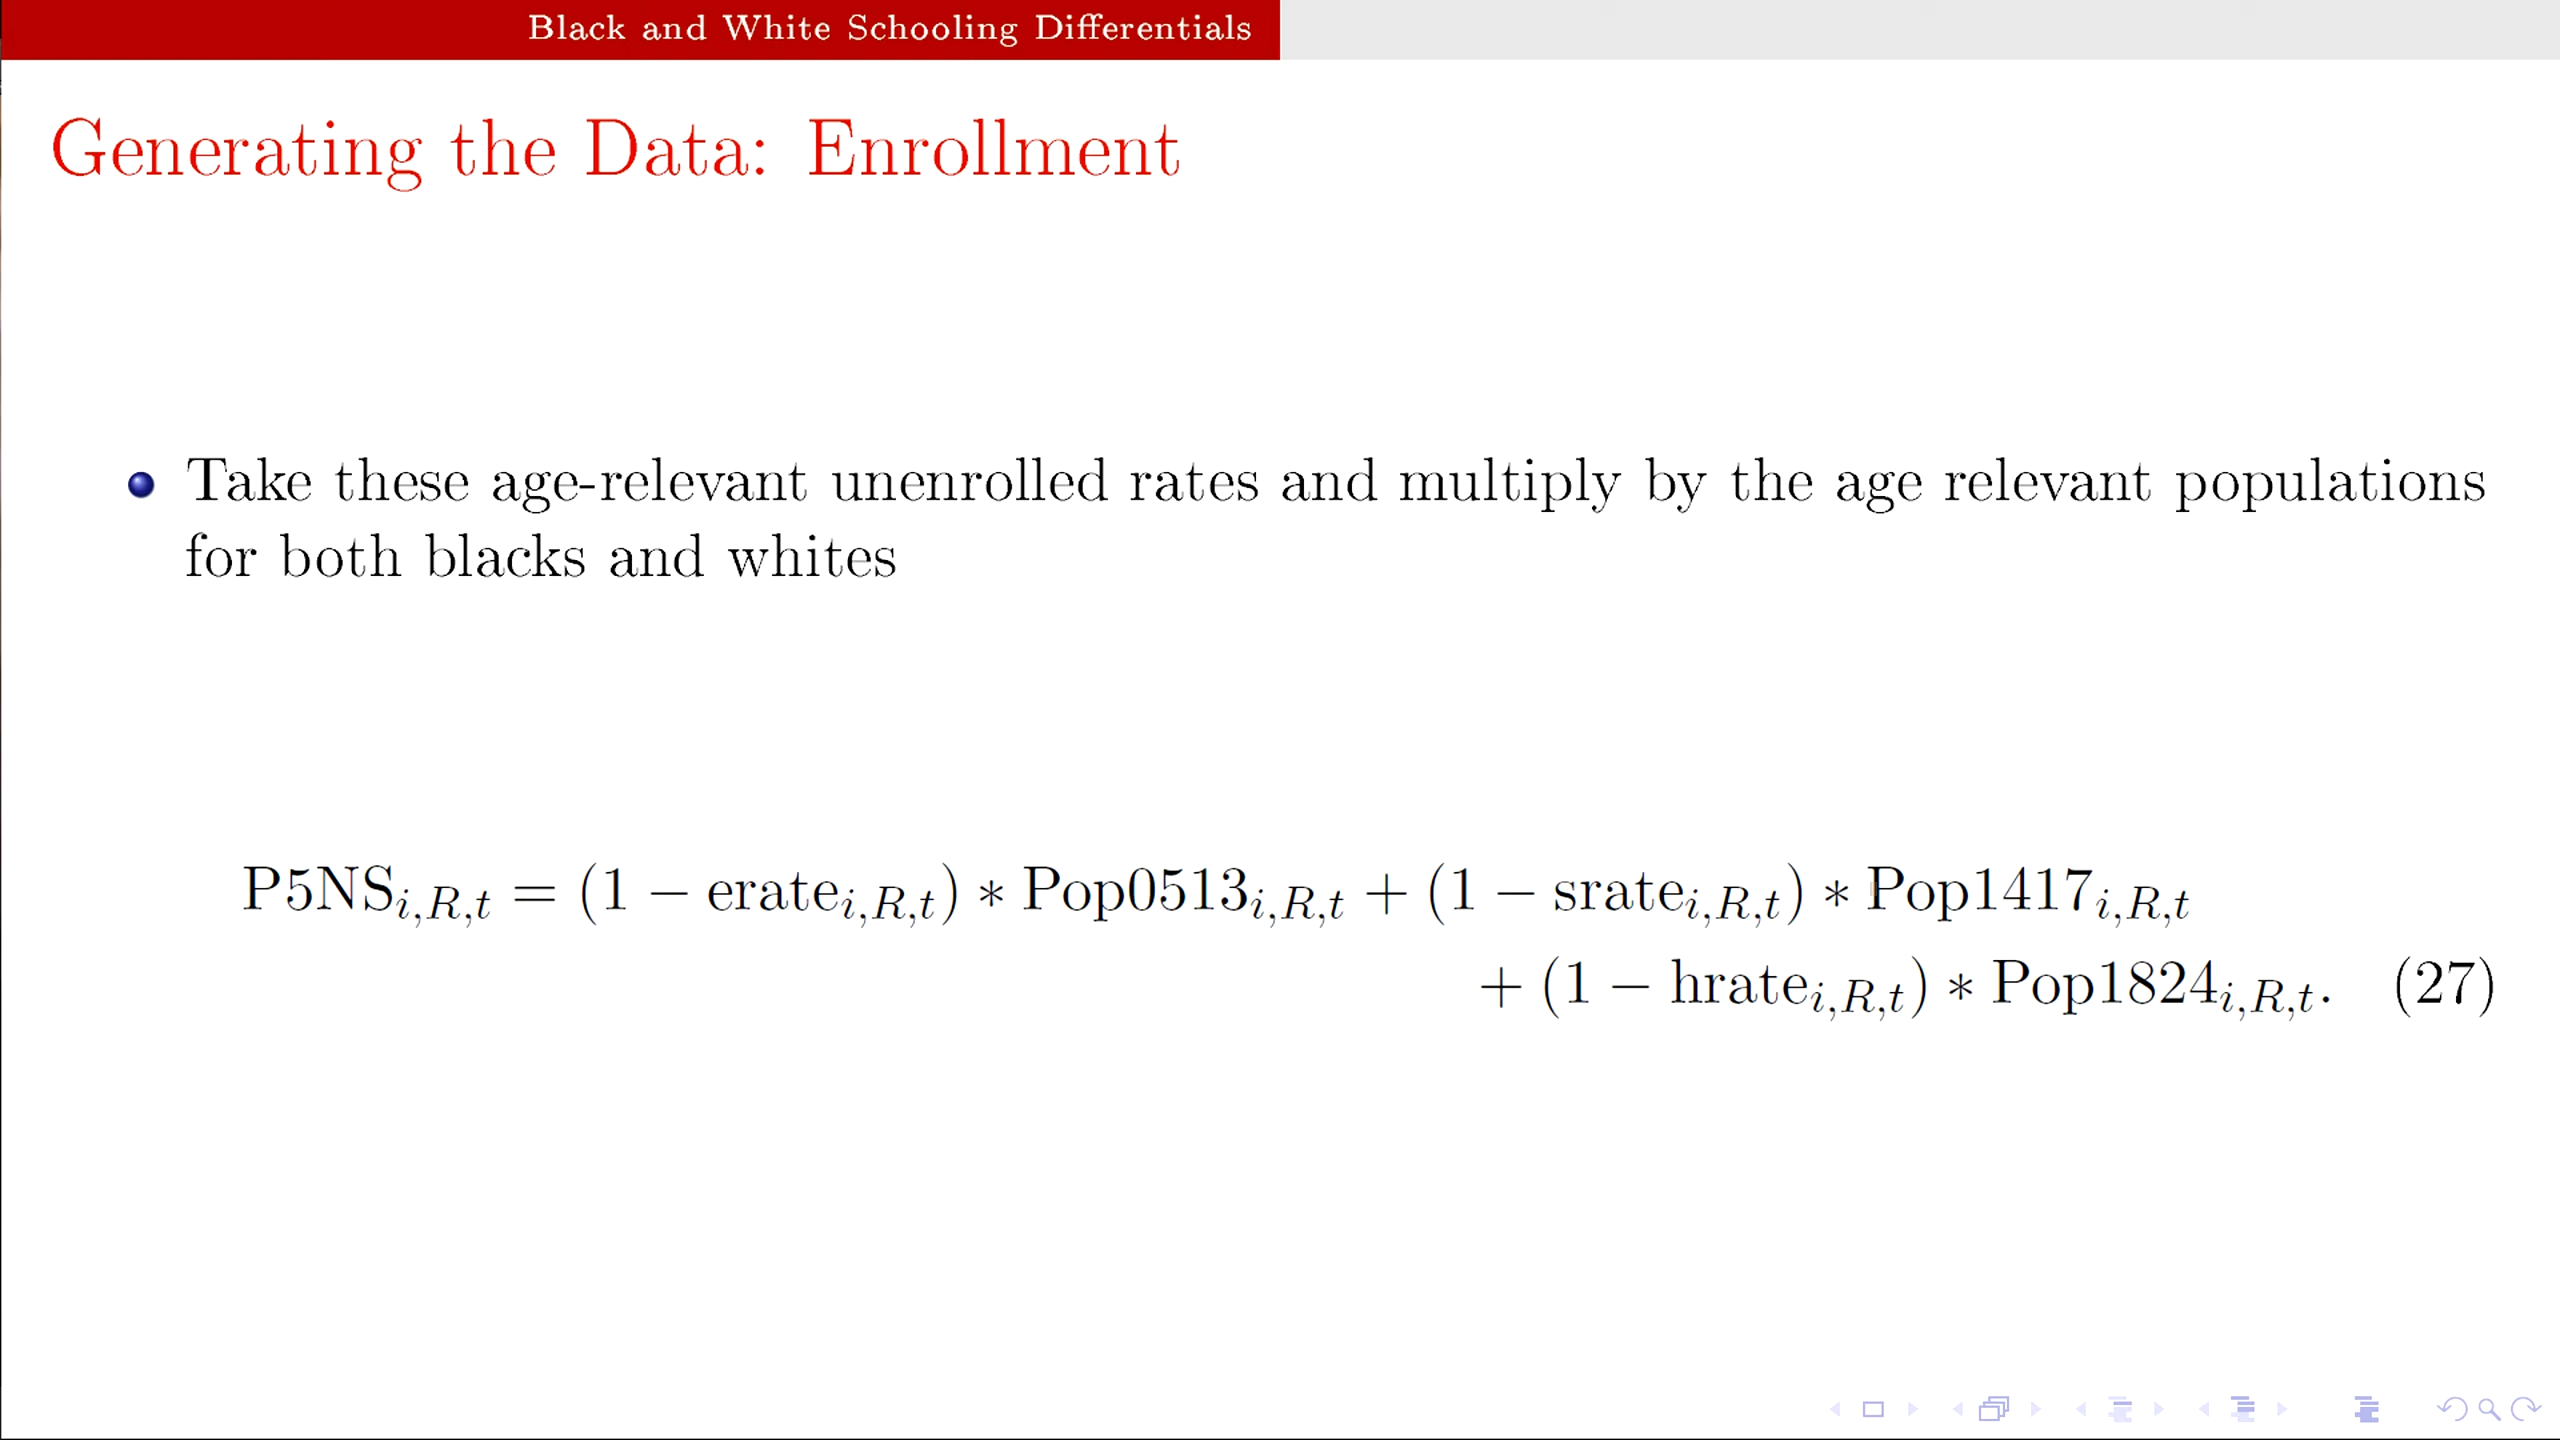 Black and White Schooling Differentials
Generating the Data: Enrollment
Take these age-relevant unenrolled rates and multiply by the age relevant populations
for both blacks and whites
P5NS_{i,R,t} = (1 − erate_{i,R,t}) ∗ Pop0513_{i,R,t} + (1 − srate_{i,R,t}) ∗ Pop1417_{i,R,t}
+ (1 − hrate_{i,R,t}) ∗ Pop1824_{i,R,t}. (27)